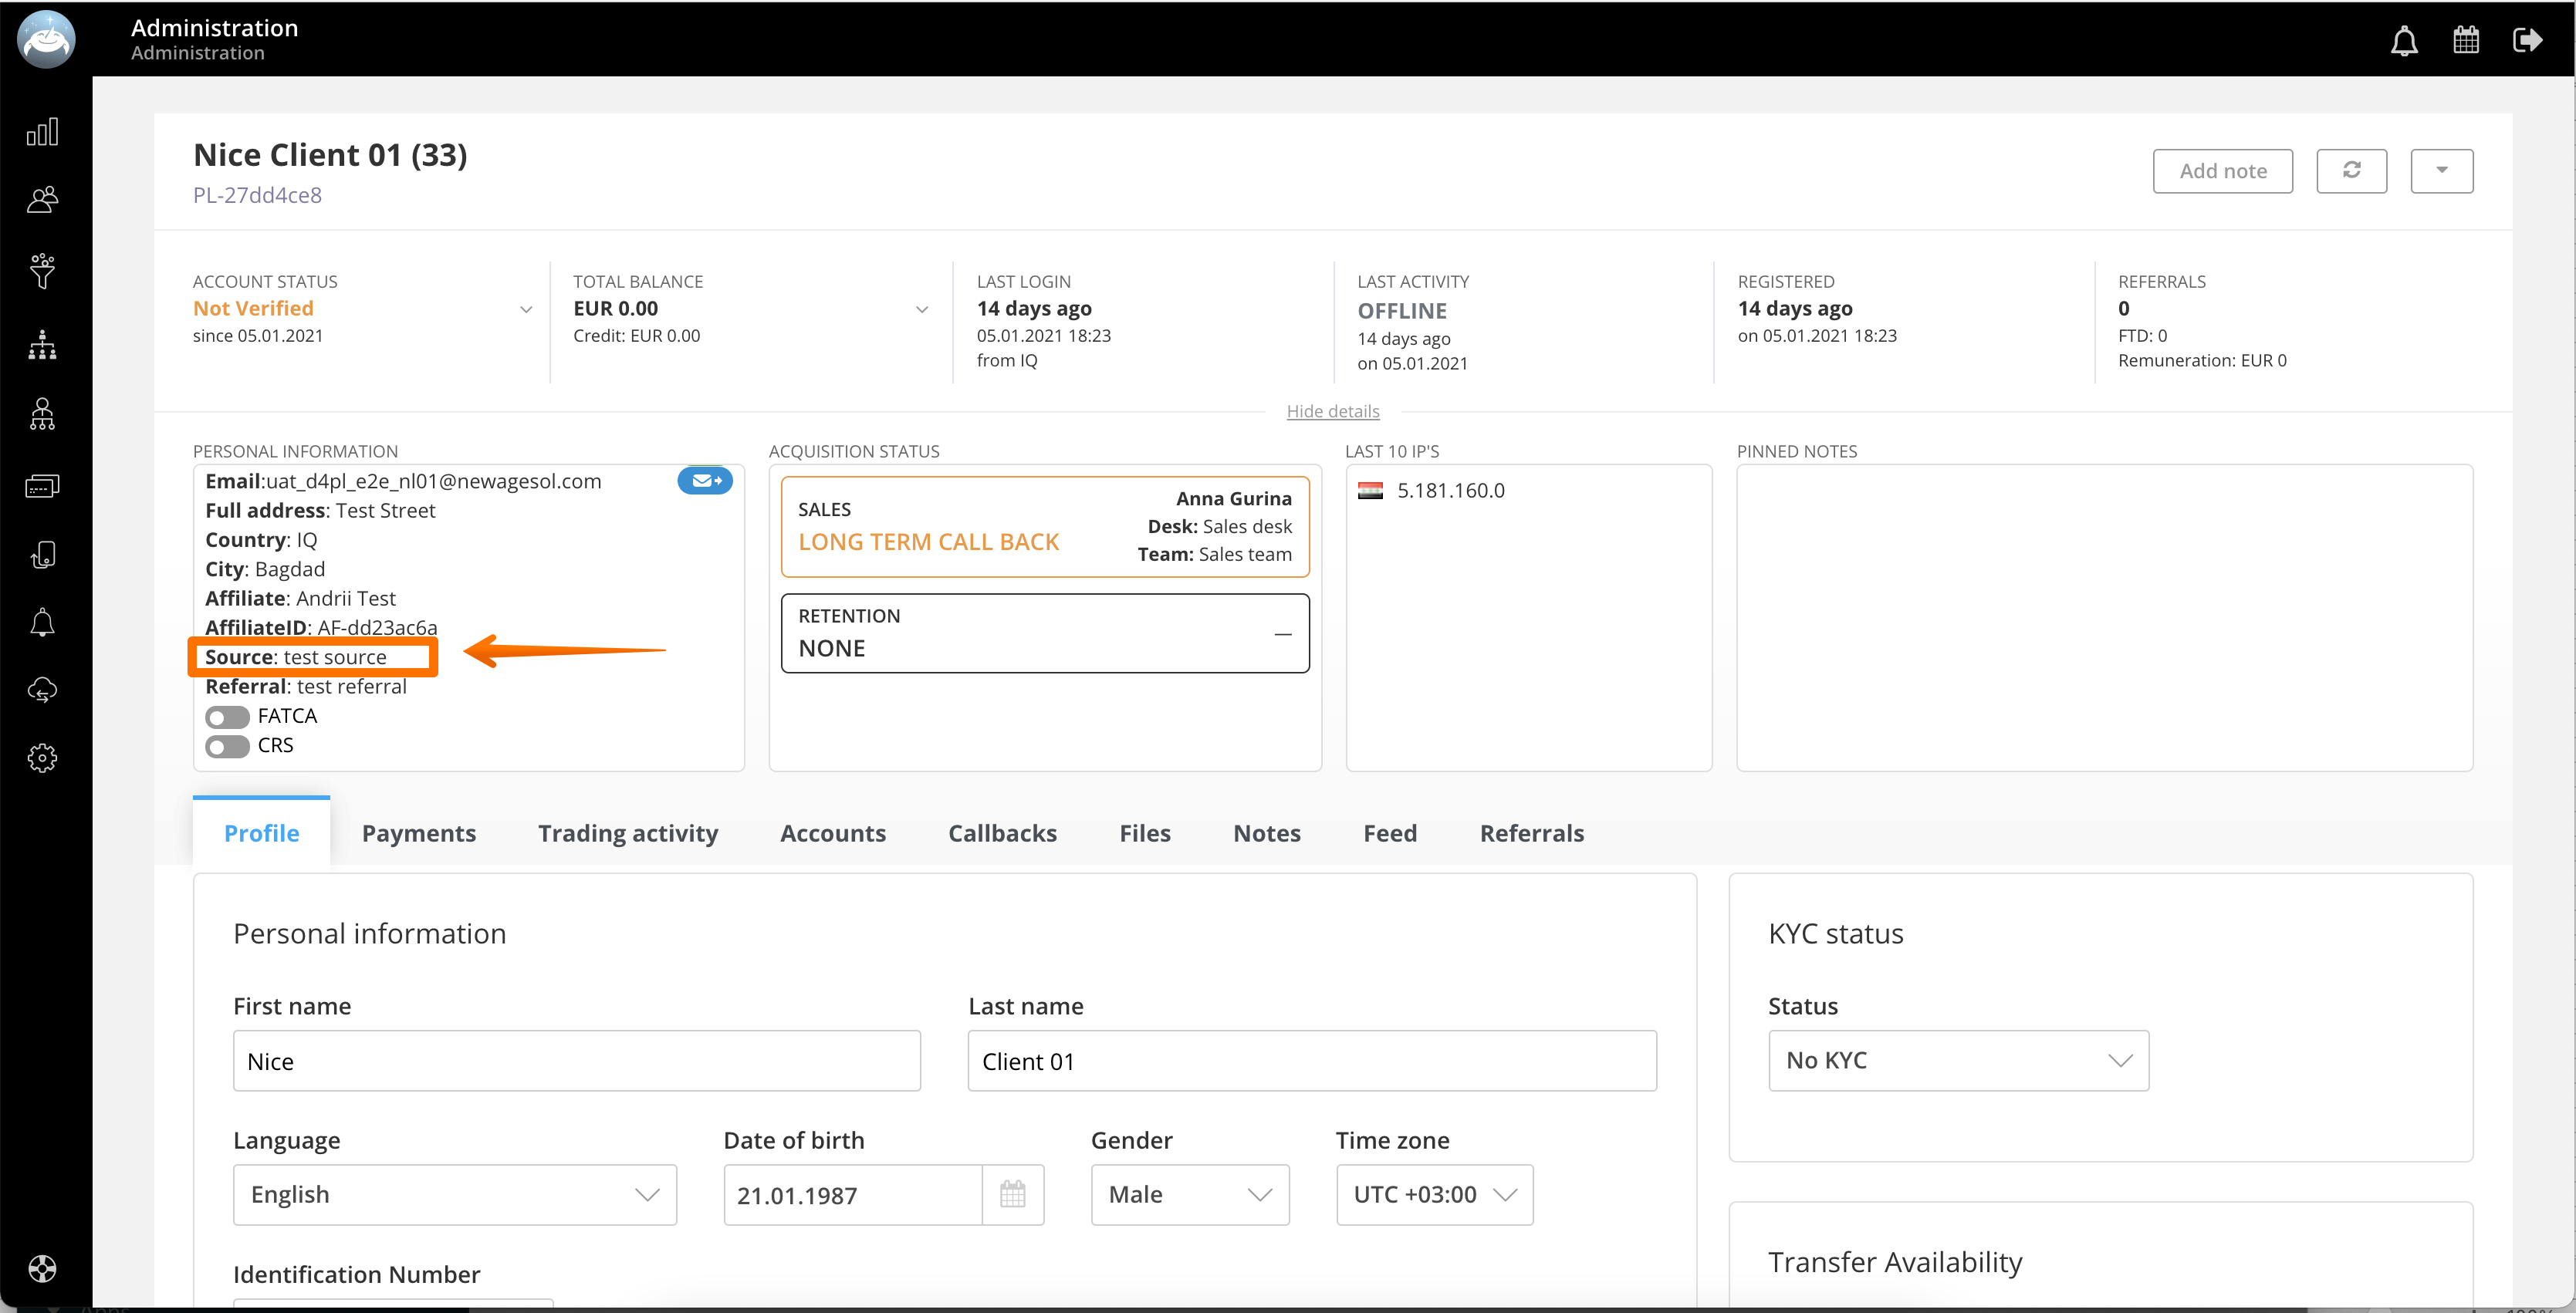 Administration
Administration
Nice Client 01 (33)
PL-27dd4ce8
Add note
ACCOUNT STATUS
Not Verified
since 05.01.2021
TOTAL BALANCE
EUR 0.00
Credit: EUR 0.00
LAST LOGIN
14 days ago
05.01.2021 18:23
from IQ
LAST ACTIVITY
OFFLINE
14 days ago
on 05.01.2021
REGISTERED
14 days ago
on 05.01.2021 18:23
REFERRALS
0
FTD: 0
Remuneration: EUR 0
Hide details
PERSONAL INFORMATION
Email:uat_d4pl_e2e_nl01@newagesol.com
Full address: Test Street
Country: IQ
City: Bagdad
Affiliate: Andrii Test
AffiliateID: AF-dd23ac6a
Source: test source
Referral: test referral
FATCA
CRS
ACQUISITION STATUS
SALES
LONG TERM CALL BACK
Anna Gurina
Desk: Sales desk
Team: Sales team
RETENTION
NONE
—
LAST 10 IP'S
5.181.160.0
PINNED NOTES
Profile
Payments
Trading activity
Accounts
Callbacks
Files
Notes
Feed
Referrals
Personal information
First name
Nice
Last name
Client 01
Language
English
Date of birth
21.01.1987
Gender
Male
Time zone
UTC +03:00
Identification Number
KYC status
Status
No KYC
Transfer Availability